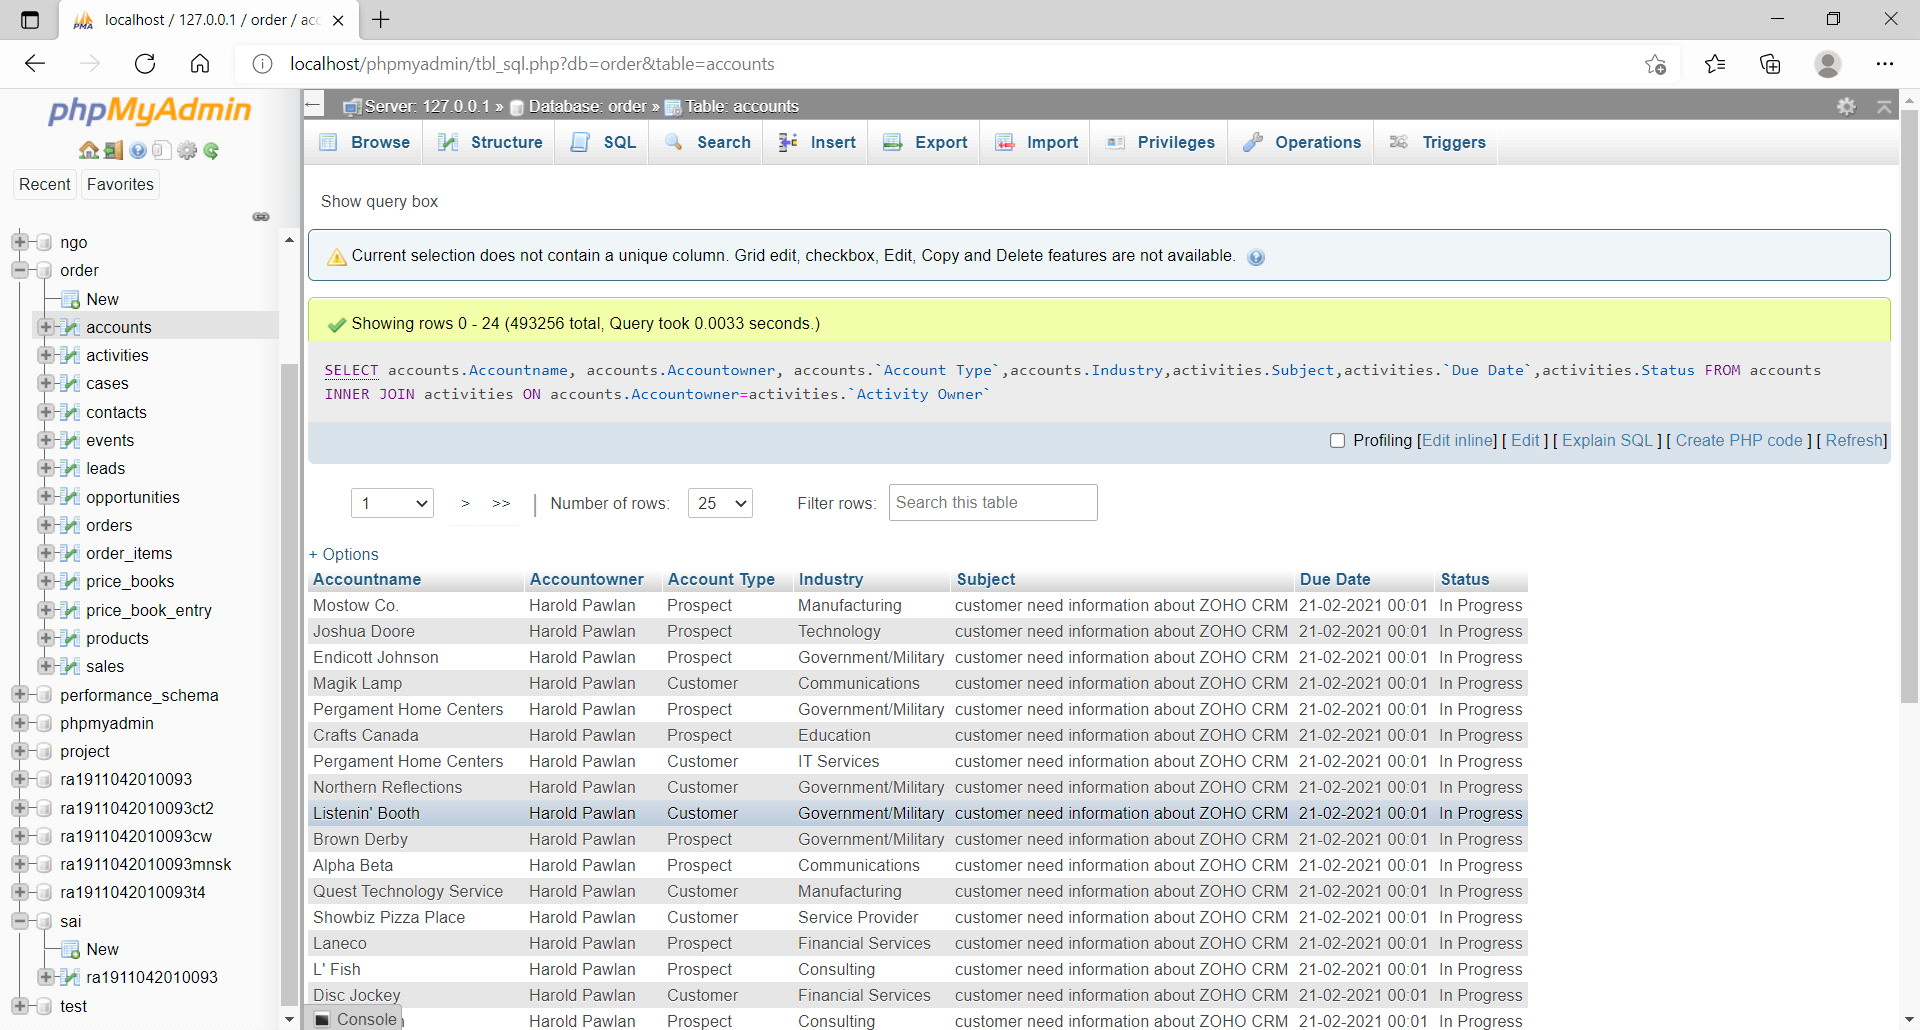 localhost / 127.0.0.1 / order / acc
localhost/phpmyadmin/tbl_sql.php?db=order&table=accounts
phpMyAdmin
Recent Favorites
ngo
order
New
accounts
activities
cases
contacts
events
leads
opportunities
orders
order_items
price_books
price_book_entry
products
sales
performance_schema
phpmyadmin
project
ra1911042010093
ra1911042010093ct2
ra1911042010093cw
ra1911042010093mnsk
ra1911042010093t4
sai
New
ra1911042010093
test
Server: 127.0.0.1 » Database: order » Table: accounts
Browse Structure SQL Search Insert Export Import Privileges Operations Triggers
Show query box
Current selection does not contain a unique column. Grid edit, checkbox, Edit, Copy and Delete features are not available.
Showing rows 0 - 24 (493256 total, Query took 0.0033 seconds.)
SELECT accounts.Accountname, accounts.Accountowner, accounts.`Account Type`,accounts.Industry,activities.Subject,activities.`Due Date`,activities.Status FROM accounts
INNER JOIN activities ON accounts.Accountowner=activities.`Activity Owner`
Profiling [Edit inline] [ Edit ] [ Explain SQL ] [ Create PHP code ] [ Refresh]
1 > >> | Number of rows: 25 Filter rows: Search this table
+ Options
Accountname Accountowner Account Type Industry Subject Due Date Status
Mostow Co. Harold Pawlan Prospect Manufacturing customer need information about ZOHO CRM 21-02-2021 00:01 In Progress
Joshua Doore Harold Pawlan Prospect Technology customer need information about ZOHO CRM 21-02-2021 00:01 In Progress
Endicott Johnson Harold Pawlan Prospect Government/Military customer need information about ZOHO CRM 21-02-2021 00:01 In Progress
Magik Lamp Harold Pawlan Customer Communications customer need information about ZOHO CRM 21-02-2021 00:01 In Progress
Pergament Home Centers Harold Pawlan Prospect Government/Military customer need information about ZOHO CRM 21-02-2021 00:01 In Progress
Crafts Canada Harold Pawlan Prospect Education customer need information about ZOHO CRM 21-02-2021 00:01 In Progress
Pergament Home Centers Harold Pawlan Customer IT Services customer need information about ZOHO CRM 21-02-2021 00:01 In Progress
Northern Reflections Harold Pawlan Customer Government/Military customer need information about ZOHO CRM 21-02-2021 00:01 In Progress
Listenin' Booth Harold Pawlan Customer Government/Military customer need information about ZOHO CRM 21-02-2021 00:01 In Progress
Brown Derby Harold Pawlan Prospect Government/Military customer need information about ZOHO CRM 21-02-2021 00:01 In Progress
Alpha Beta Harold Pawlan Prospect Communications customer need information about ZOHO CRM 21-02-2021 00:01 In Progress
Quest Technology Service Harold Pawlan Customer Manufacturing customer need information about ZOHO CRM 21-02-2021 00:01 In Progress
Showbiz Pizza Place Harold Pawlan Customer Service Provider customer need information about ZOHO CRM 21-02-2021 00:01 In Progress
Laneco Harold Pawlan Prospect Financial Services customer need information about ZOHO CRM 21-02-2021 00:01 In Progress
L' Fish Harold Pawlan Prospect Consulting customer need information about ZOHO CRM 21-02-2021 00:01 In Progress
Disc Jockey Harold Pawlan Customer Financial Services customer need information about ZOHO CRM 21-02-2021 00:01 In Progress
Harold Pawlan Prospect Consulting customer need information about ZOHO CRM 21-02-2021 00:01 In Progress
Console